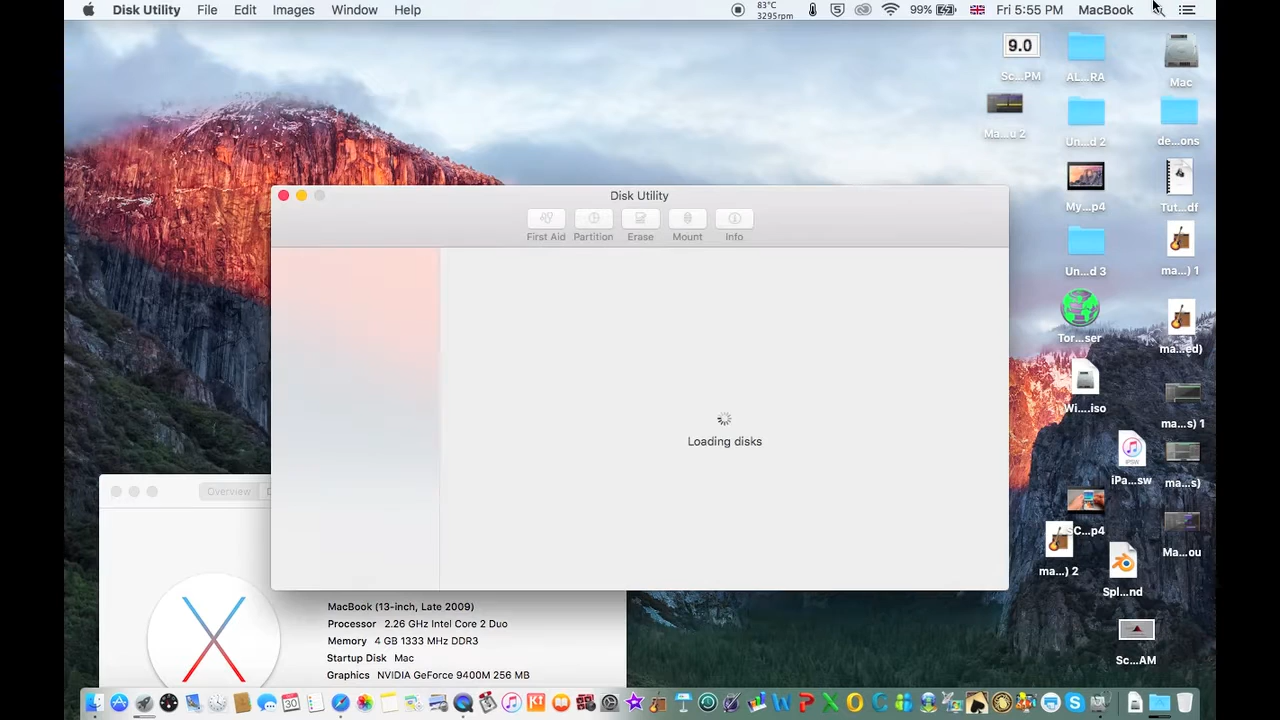 Disk Utility File Edit Images Window Help 83°C 3295rpm 5 99% Fri 5:55 PM MacBook
9.0
Sc...PM
AL...RA
Mac
Ma...u 2
Un...d 2
de...ons
My...p4
Tut...df
Disk Utility
First Aid Partition Erase Mount Info
Un...d 3
ma...) 1
Tor...ser
ma...ed)
Wi....iso
ma...s) 1
Loading disks
IPSW
iPa...sw
ma...s)
Overview
SC...p4
Ma...ou
ma...) 2
Spl...nd
MacBook (13-inch, Late 2009)
Processor 2.26 GHz Intel Core 2 Duo
Memory 4 GB 1333 MHz DDR3
Startup Disk Mac
Graphics NVIDIA GeForce 9400M 256 MB
Sc...AM